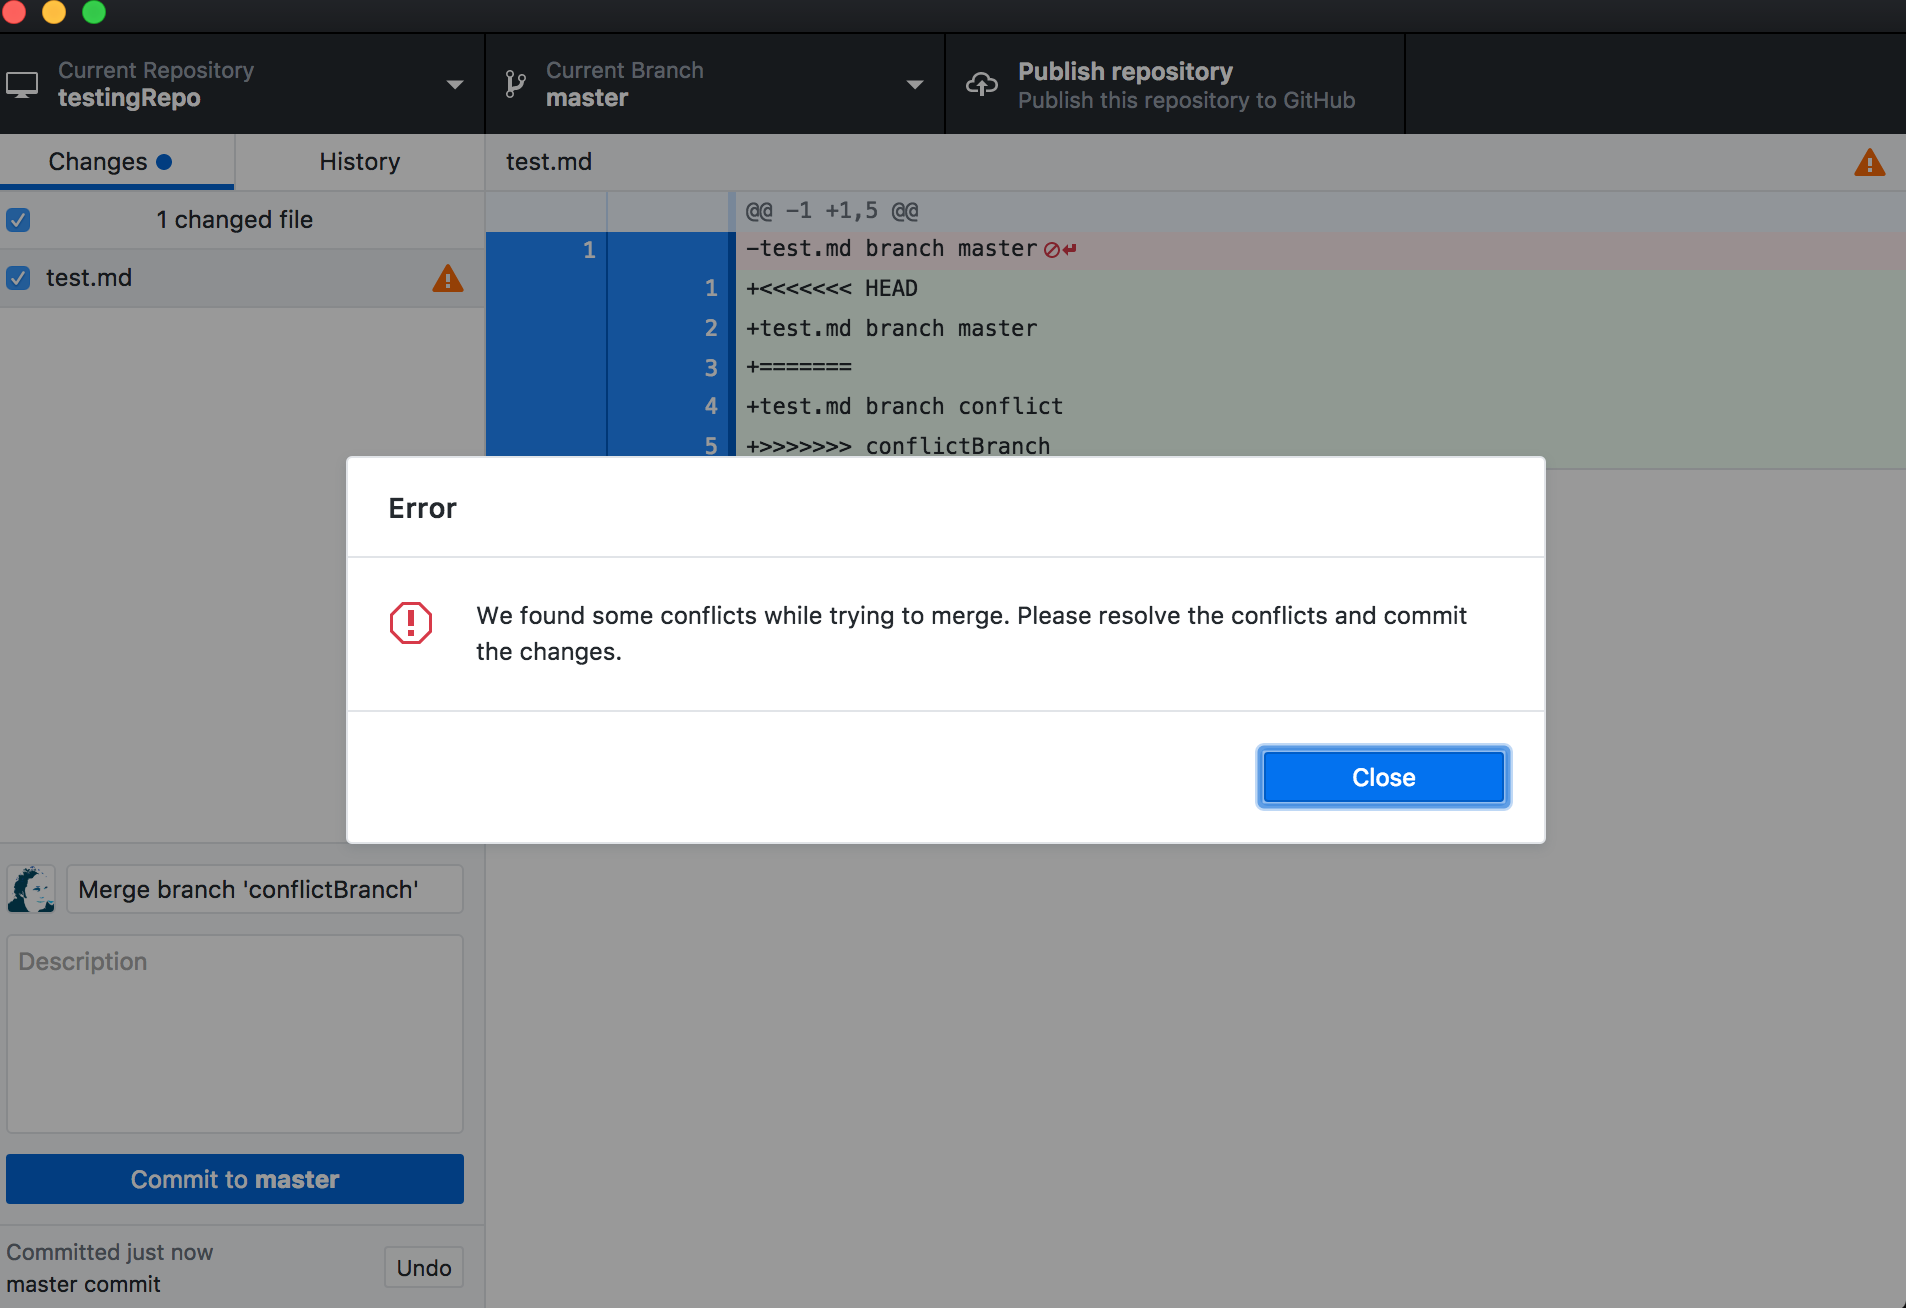 Current Repository
testingRepo
Current Branch
master
Publish repository
Publish this repository to GitHub
Changes
History
test.md
1 changed file
test.md
@@ -1 +1,5 @@
1 -test.md branch master
1 +<<<<<<< HEAD
2 +test.md branch master
3 +=======
4 +test.md branch conflict
5 +>>>>>>> conflictBranch
Error
We found some conflicts while trying to merge. Please resolve the conflicts and commit
the changes.
Close
Merge branch 'conflictBranch'
Description
Commit to master
Committed just now
master commit
Undo